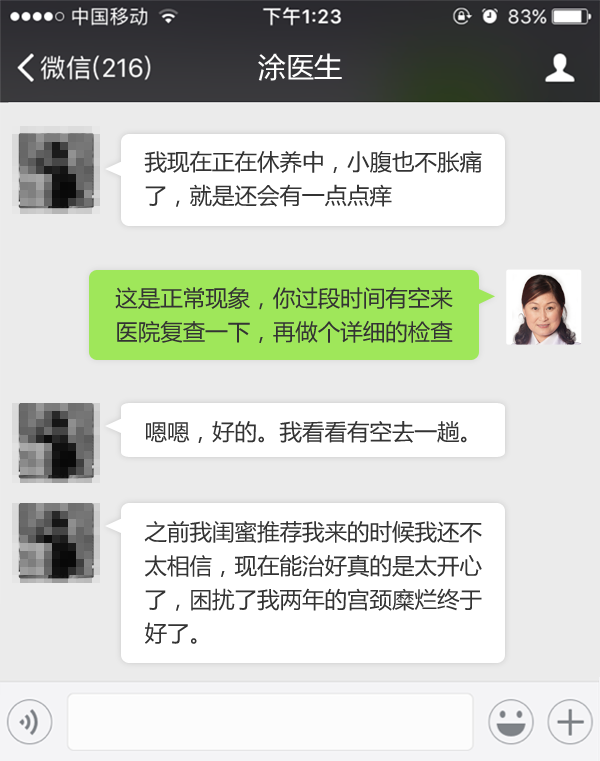 中国移动 下午1:23 83%
微信(216) 涂医生
我现在正在休养中，小腹也不胀痛
了，就是还会有一点点痒
这是正常现象，你过段时间有空来
医院复查一下，再做个详细的检查
嗯嗯，好的。我看看有空去一趟。
之前我闺蜜推荐我来的时候我还不
太相信，现在能治好真的是太开心
了，困扰了我两年的宫颈糜烂终于
好了。